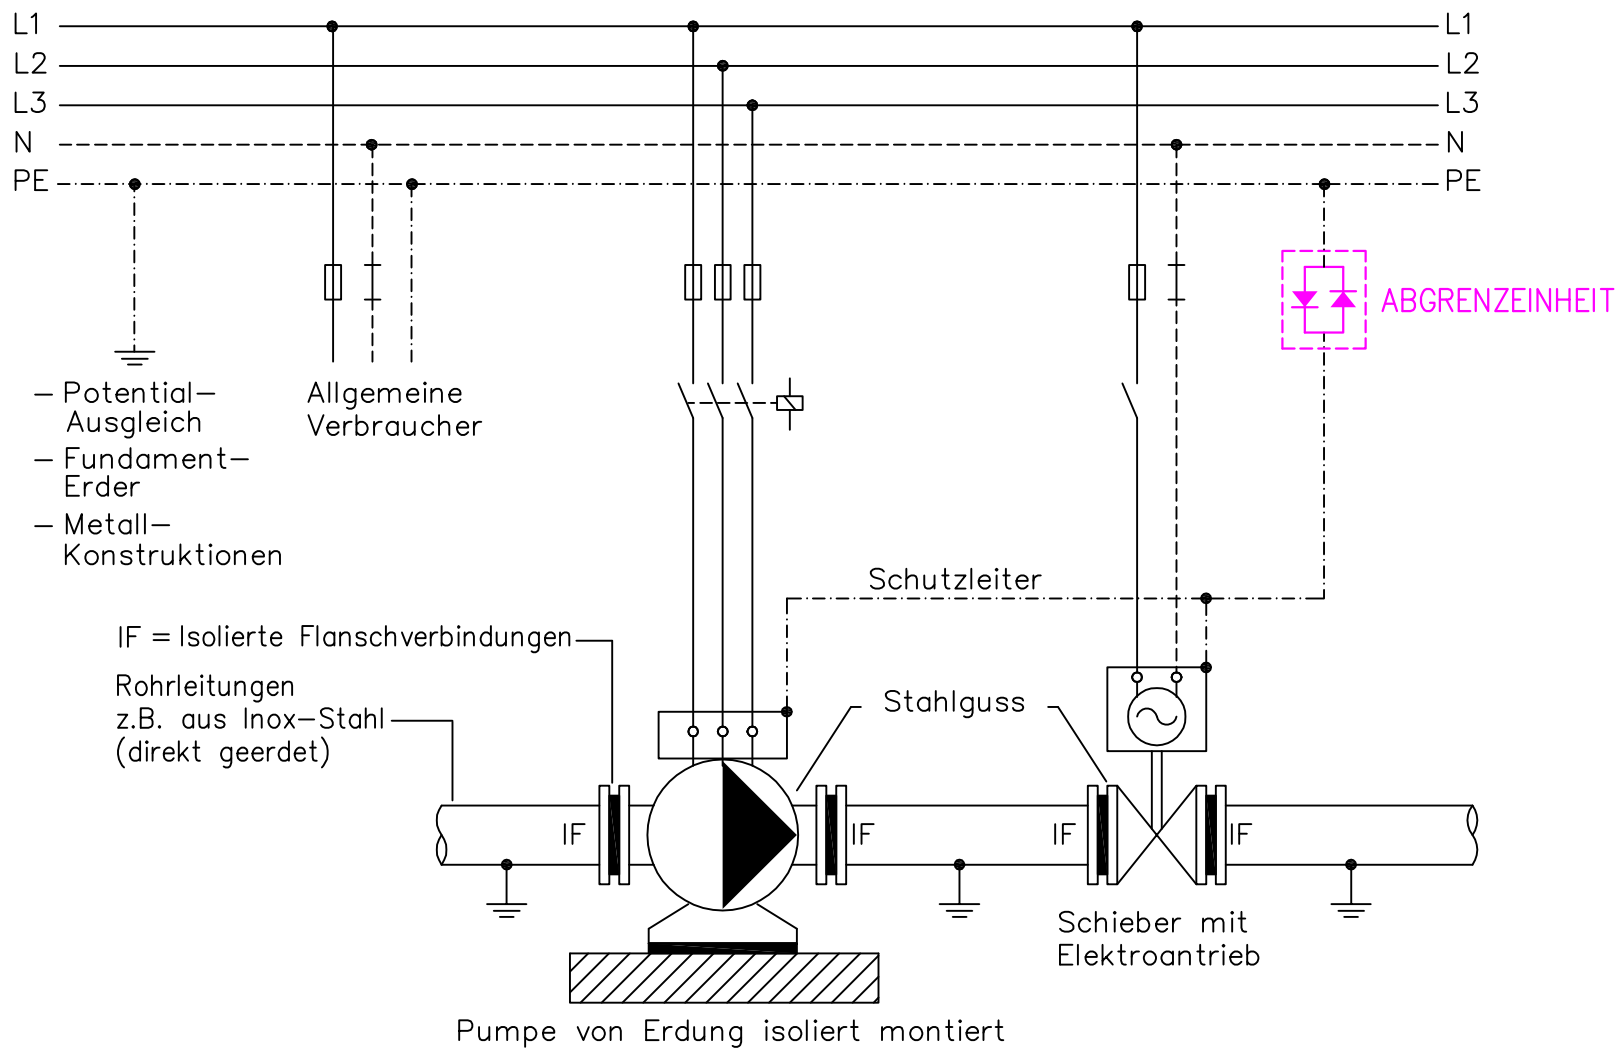 L1 L1
L2 L2
L3 L3
N N
PE PE
ABGRENZEINHEIT
– Potential–
Ausgleich
– Fundament–
Erder
– Metall–
Konstruktionen
Allgemeine
Verbraucher
Schutzleiter
IF = Isolierte Flanschverbindungen
Rohrleitungen
z.B. aus Inox–Stahl
(direkt geerdet)
Stahlguss
IF IF IF IF
Schieber mit
Elektroantrieb
Pumpe von Erdung isoliert montiert